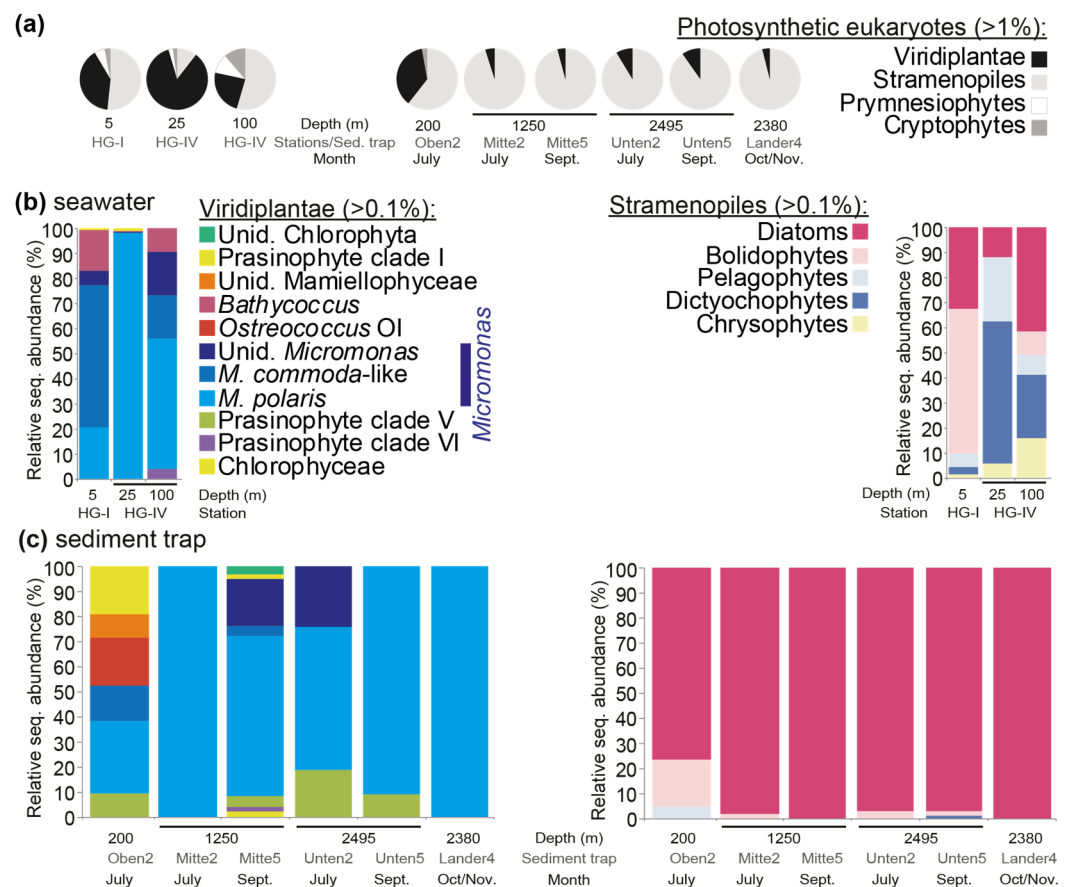 (a)
Photosynthetic eukaryotes (>1%):
Viridiplantae
Stramenopiles
Prymnesiophytes
Cryptophytes
5 25 100 Depth (m) 200 1250 2495 2380
HG-I HG-IV HG-IV Stations/Sed. trap Oben2 Mitte2 Mitte5 Unten2 Unten5 Lander4
Month July July Sept. July Sept. Oct/Nov.
(b) seawater
Viridiplantae (>0.1%):
Unid. Chlorophyta
Prasinophyte clade I
Unid. Mamiellophyceae
Bathycoccus
Ostreococcus OI
Unid. Micromonas
M. commoda-like
M. polaris
Prasinophyte clade V
Prasinophyte clade VI
Chlorophyceae
Micromonas
Stramenopiles (>0.1%):
Diatoms
Bolidophytes
Pelagophytes
Dictyochophytes
Chrysophytes
Relative seq. abundance (%)
100
90
80
70
60
50
40
30
20
10
0
5 25 100 Depth (m)
HG-I HG-IV Station
Relative seq. abundance (%)
100
90
80
70
60
50
40
30
20
10
0
Depth (m) 5 25 100
Station HG-I HG-IV
(c) sediment trap
Relative seq. abundance (%)
100
90
80
70
60
50
40
30
20
10
0
Relative seq. abundance (%)
100
90
80
70
60
50
40
30
20
10
0
200 1250 2495 2380 Depth (m) 200 1250 2495 2380
Oben2 Mitte2 Mitte5 Unten2 Unten5 Lander4 Sediment trap Oben2 Mitte2 Mitte5 Unten2 Unten5 Lander4
July July Sept. July Sept. Oct/Nov. Month July July Sept. July Sept. Oct/Nov.